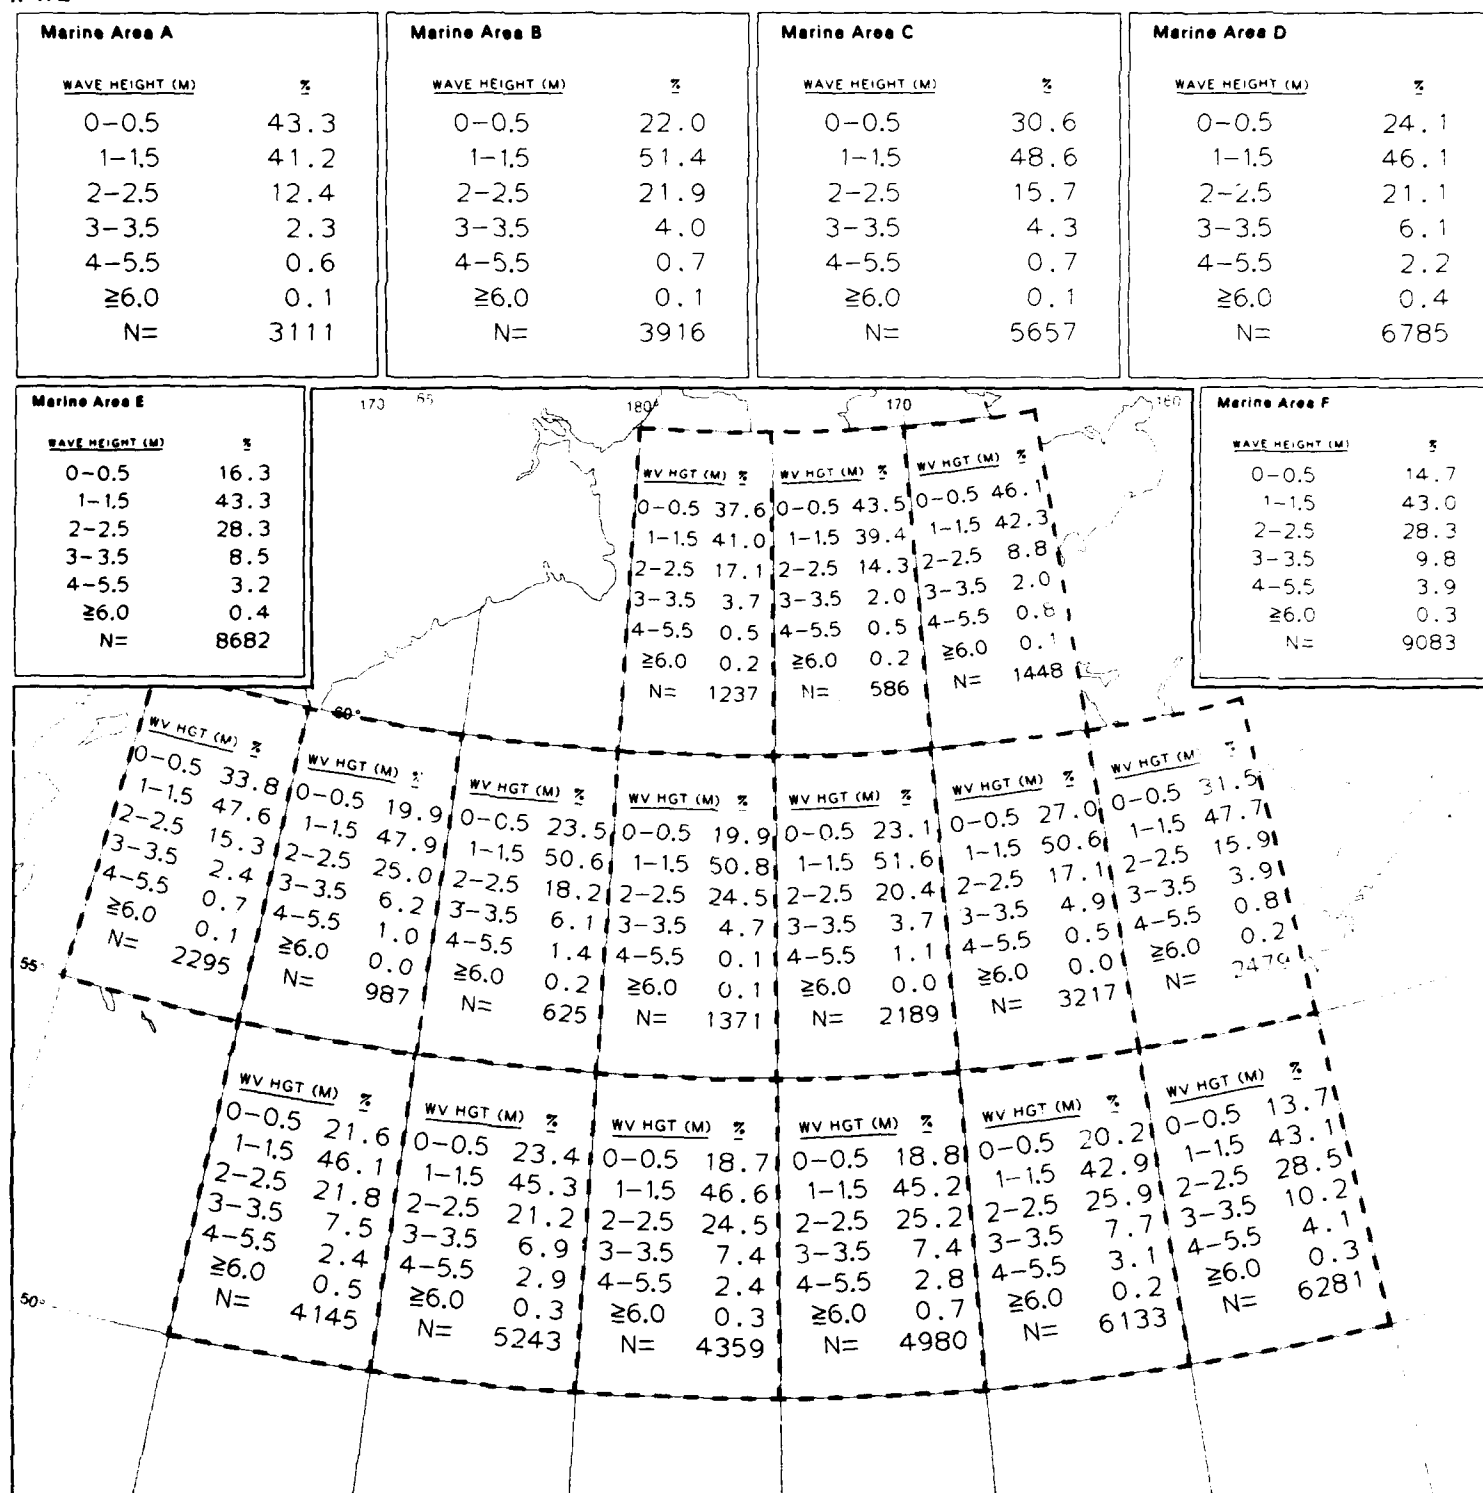 Marine Area A
WAVE HEIGHT (M) %
0-0.5 43.3
1-1.5 41.2
2-2.5 12.4
3-3.5 2.3
4-5.5 0.6
≧6.0 0.1
N= 3111
Marine Area B
WAVE HEIGHT (M) %
0-0.5 22.0
1-1.5 51.4
2-2.5 21.9
3-3.5 4.0
4-5.5 0.7
≧6.0 0.1
N= 3916
Marine Area C
WAVE HEIGHT (M) %
0-0.5 30.6
1-1.5 48.6
2-2.5 15.7
3-3.5 4.3
4-5.5 0.7
≧6.0 0.1
N= 5657
Marine Area D
WAVE HEIGHT (M) %
0-0.5 24.1
1-1.5 46.1
2-2.5 21.1
3-3.5 6.1
4-5.5 2.2
≧6.0 0.4
N= 6785
Marine Area E
WAVE HEIGHT (M) %
0-0.5 16.3
1-1.5 43.3
2-2.5 28.3
3-3.5 8.5
4-5.5 3.2
≧6.0 0.4
N= 8682
170 65 180° 170 160
WV HGT (M) %
0-0.5 37.6
1-1.5 41.0
2-2.5 17.1
3-3.5 3.7
4-5.5 0.5
≧6.0 0.2
N= 1237
WV HGT (M) %
0-0.5 43.5
1-1.5 39.4
2-2.5 14.3
3-3.5 2.0
4-5.5 0.5
≧6.0 0.2
N= 586
WV HGT (M) %
0-0.5 46.1
1-1.5 42.3
2-2.5 8.8
3-3.5 2.0
4-5.5 0.8
≧6.0 0.1
N= 1448
Marine Area F
WAVE HEIGHT (M) %
0-0.5 14.7
1-1.5 43.0
2-2.5 28.3
3-3.5 9.8
4-5.5 3.9
≧6.0 0.3
N= 9083
60°
WV HGT (M) %
0-0.5 33.8
1-1.5 47.6
2-2.5 15.3
3-3.5 2.4
4-5.5 0.7
≧6.0 0.1
N= 2295
WV HGT (M) %
0-0.5 19.9
1-1.5 47.9
2-2.5 25.0
3-3.5 6.2
4-5.5 1.0
≧6.0 0.0
N= 987
WV HGT (M) %
0-0.5 23.5
1-1.5 50.6
2-2.5 18.2
3-3.5 6.1
4-5.5 1.4
≧6.0 0.2
N= 625
WV HGT (M) %
0-0.5 19.9
1-1.5 50.8
2-2.5 24.5
3-3.5 4.7
4-5.5 0.1
≧6.0 0.1
N= 1371
WV HGT (M) %
0-0.5 23.1
1-1.5 51.6
2-2.5 20.4
3-3.5 3.7
4-5.5 1.1
≧6.0 0.0
N= 2189
WV HGT (M) %
0-0.5 27.0
1-1.5 50.6
2-2.5 17.1
3-3.5 4.9
4-5.5 0.5
≧6.0 0.0
N= 3217
WV HGT (M) %
0-0.5 31.5
1-1.5 47.7
2-2.5 15.9
3-3.5 3.9
4-5.5 0.8
≧6.0 0.2
N= 2479
55°
WV HGT (M) %
0-0.5 21.6
1-1.5 46.1
2-2.5 21.8
3-3.5 7.5
4-5.5 2.4
≧6.0 0.5
N= 4145
WV HGT (M) %
0-0.5 23.4
1-1.5 45.3
2-2.5 21.2
3-3.5 6.9
4-5.5 2.9
≧6.0 0.3
N= 5243
WV HGT (M) %
0-0.5 18.7
1-1.5 46.6
2-2.5 24.5
3-3.5 7.4
4-5.5 2.4
≧6.0 0.3
N= 4359
WV HGT (M) %
0-0.5 18.8
1-1.5 45.2
2-2.5 25.2
3-3.5 7.4
4-5.5 2.8
≧6.0 0.7
N= 4980
WV HGT (M) %
0-0.5 20.2
1-1.5 42.9
2-2.5 25.9
3-3.5 7.7
4-5.5 3.1
≧6.0 0.2
N= 6133
WV HGT (M) %
0-0.5 13.7
1-1.5 43.1
2-2.5 28.5
3-3.5 10.2
4-5.5 4.1
≧6.0 0.3
N= 6281
50°